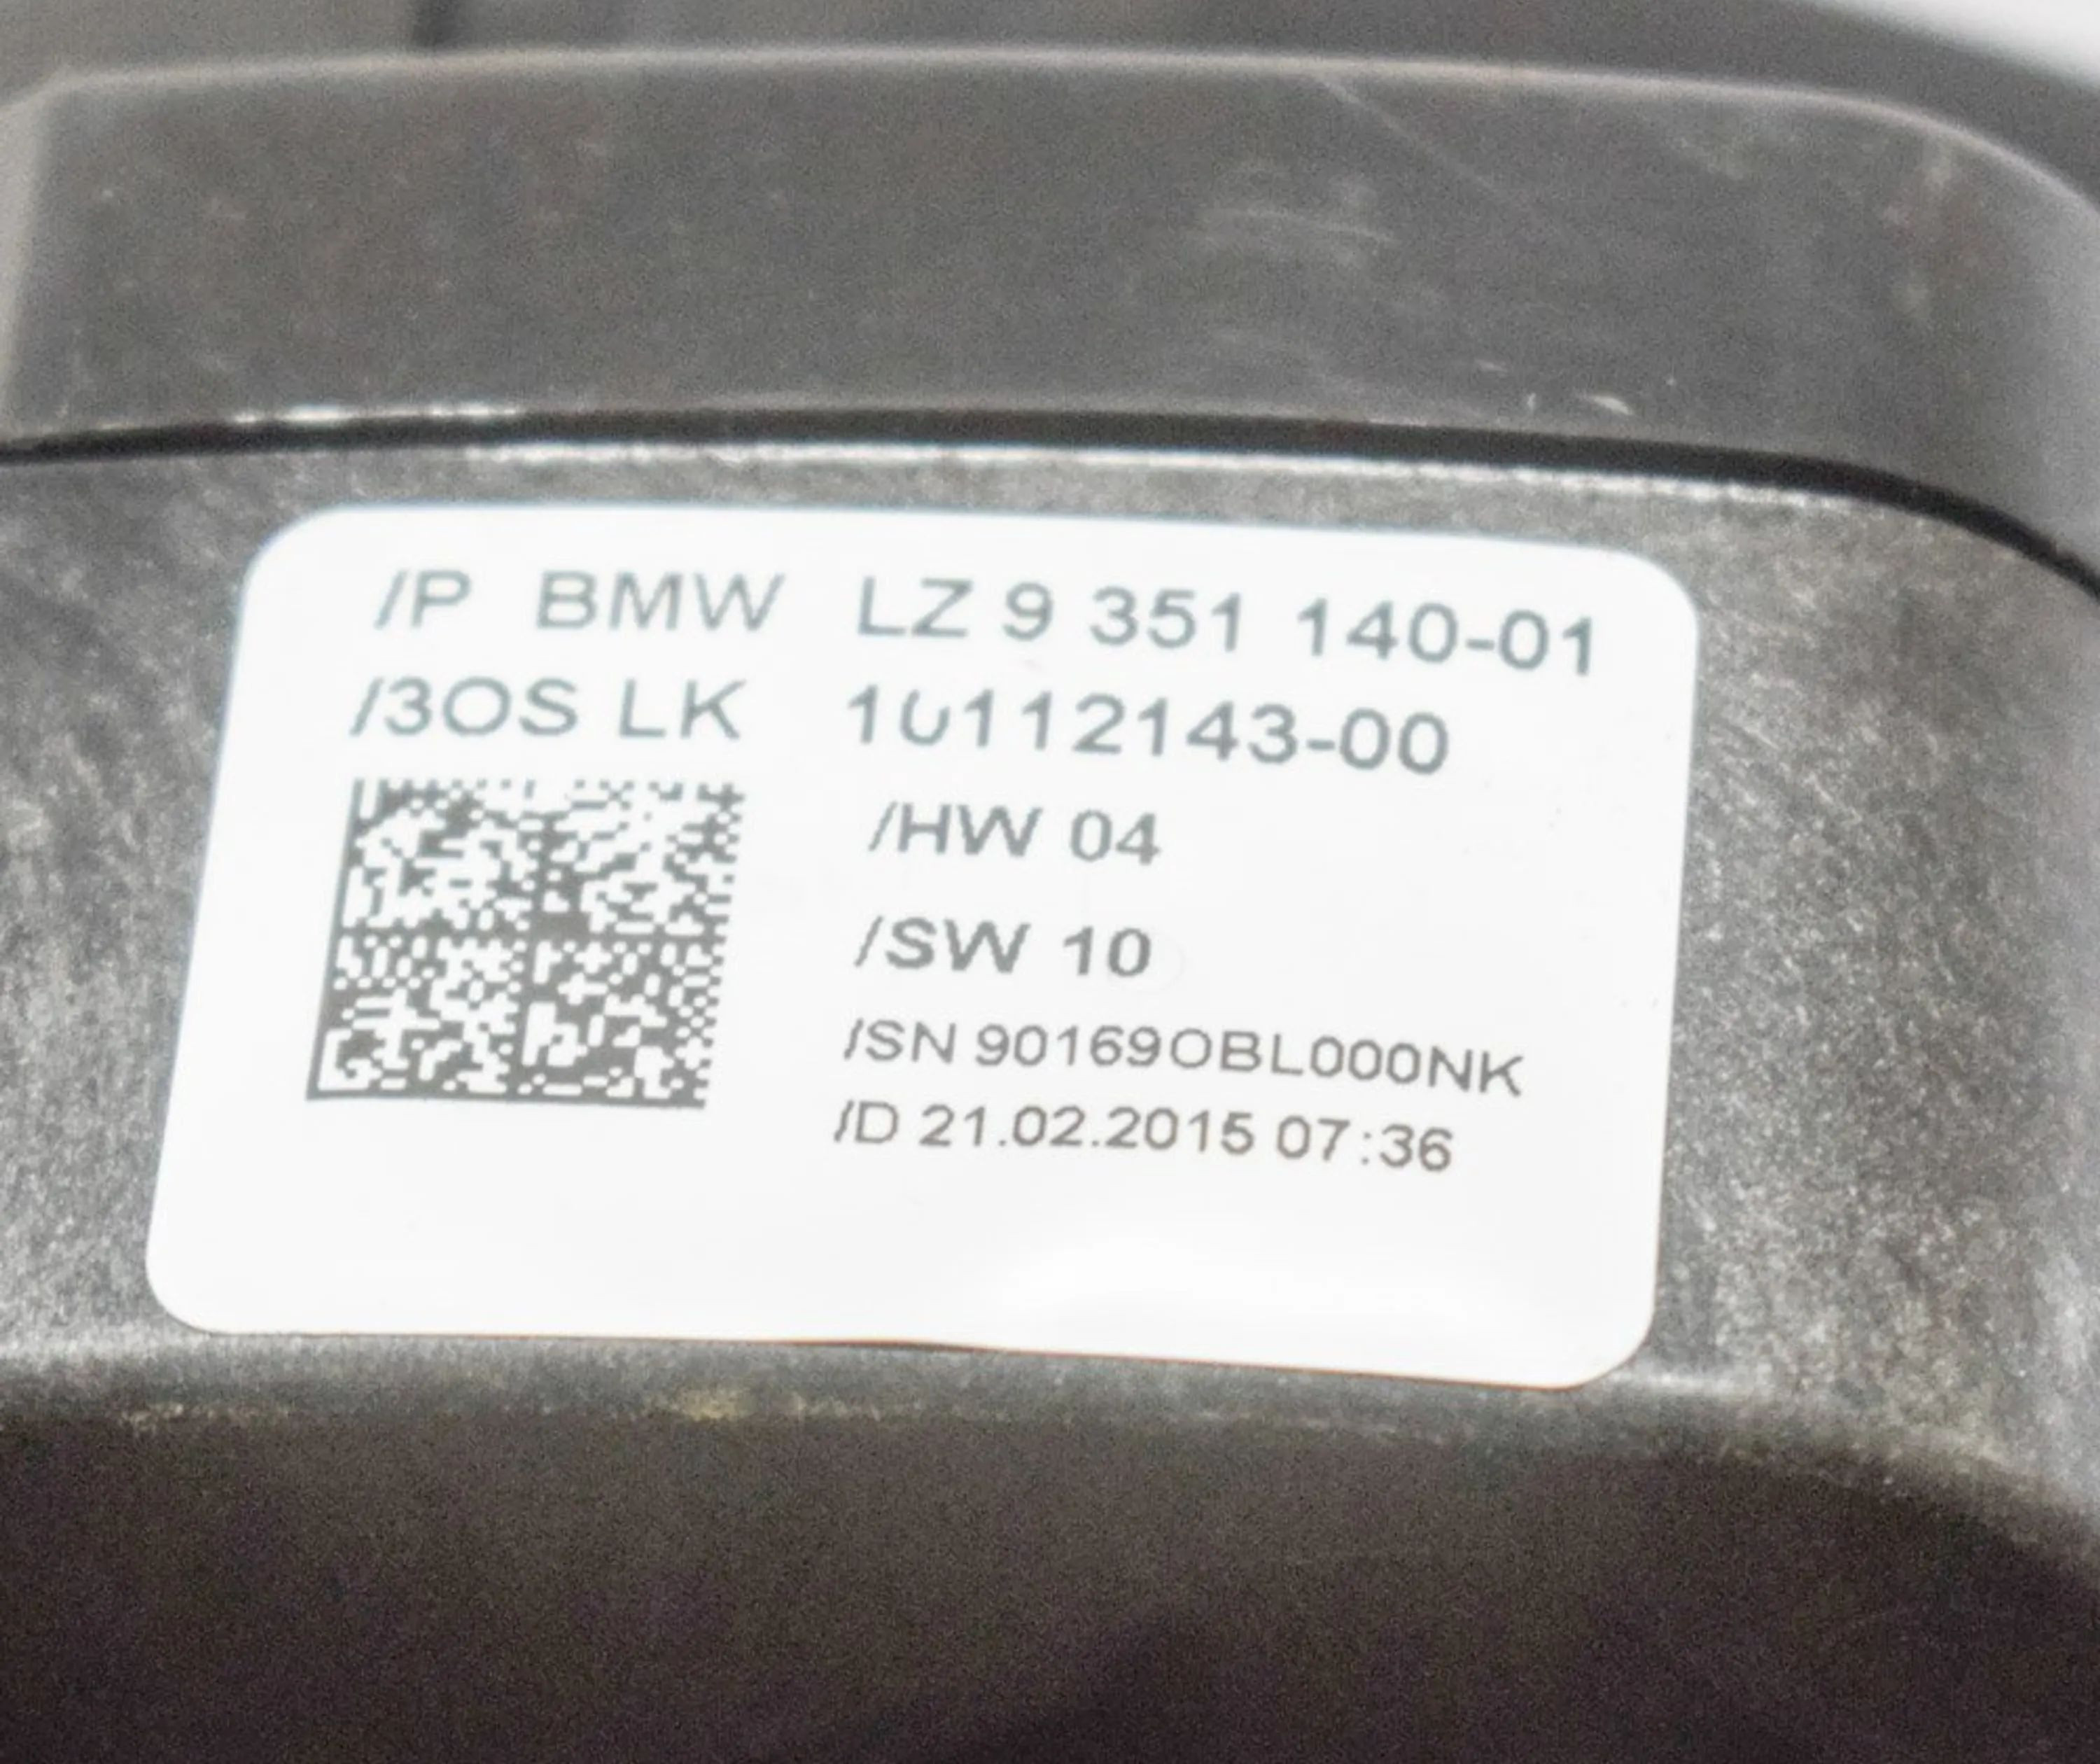 /P BMW LZ 9 351 140-01
/3OS LK 10112143-00
/HW 04
/SW 10
/SN 90169OBL000NK
/D 21.02.2015 07:36